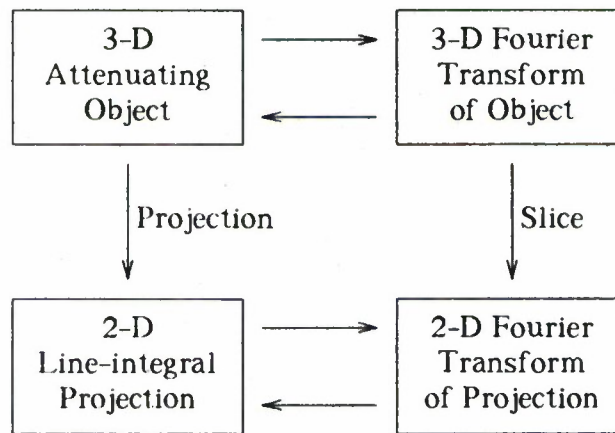 3-D
Attenuating
Object
3-D Fourier
Transform
of Object
Projection
Slice
2-D
Line-integral
Projection
2-D Fourier
Transform
of Projection